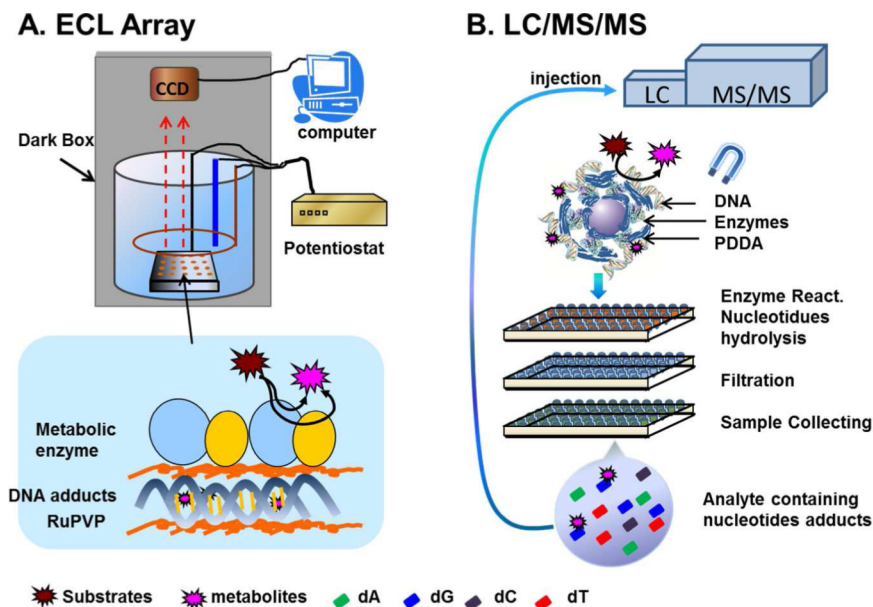 A. ECL Array
CCD
computer
Dark Box
Potentiostat
Metabolic
enzyme
DNA adducts
RuPVP
B. LC/MS/MS
injection
LC
MS/MS
DNA
Enzymes
PDDA
Enzyme React.
Nucleotidues
hydrolysis
Filtration
Sample Collecting
Analyte containing
nucleotides adducts
Substrates metabolites dA dG dC dT